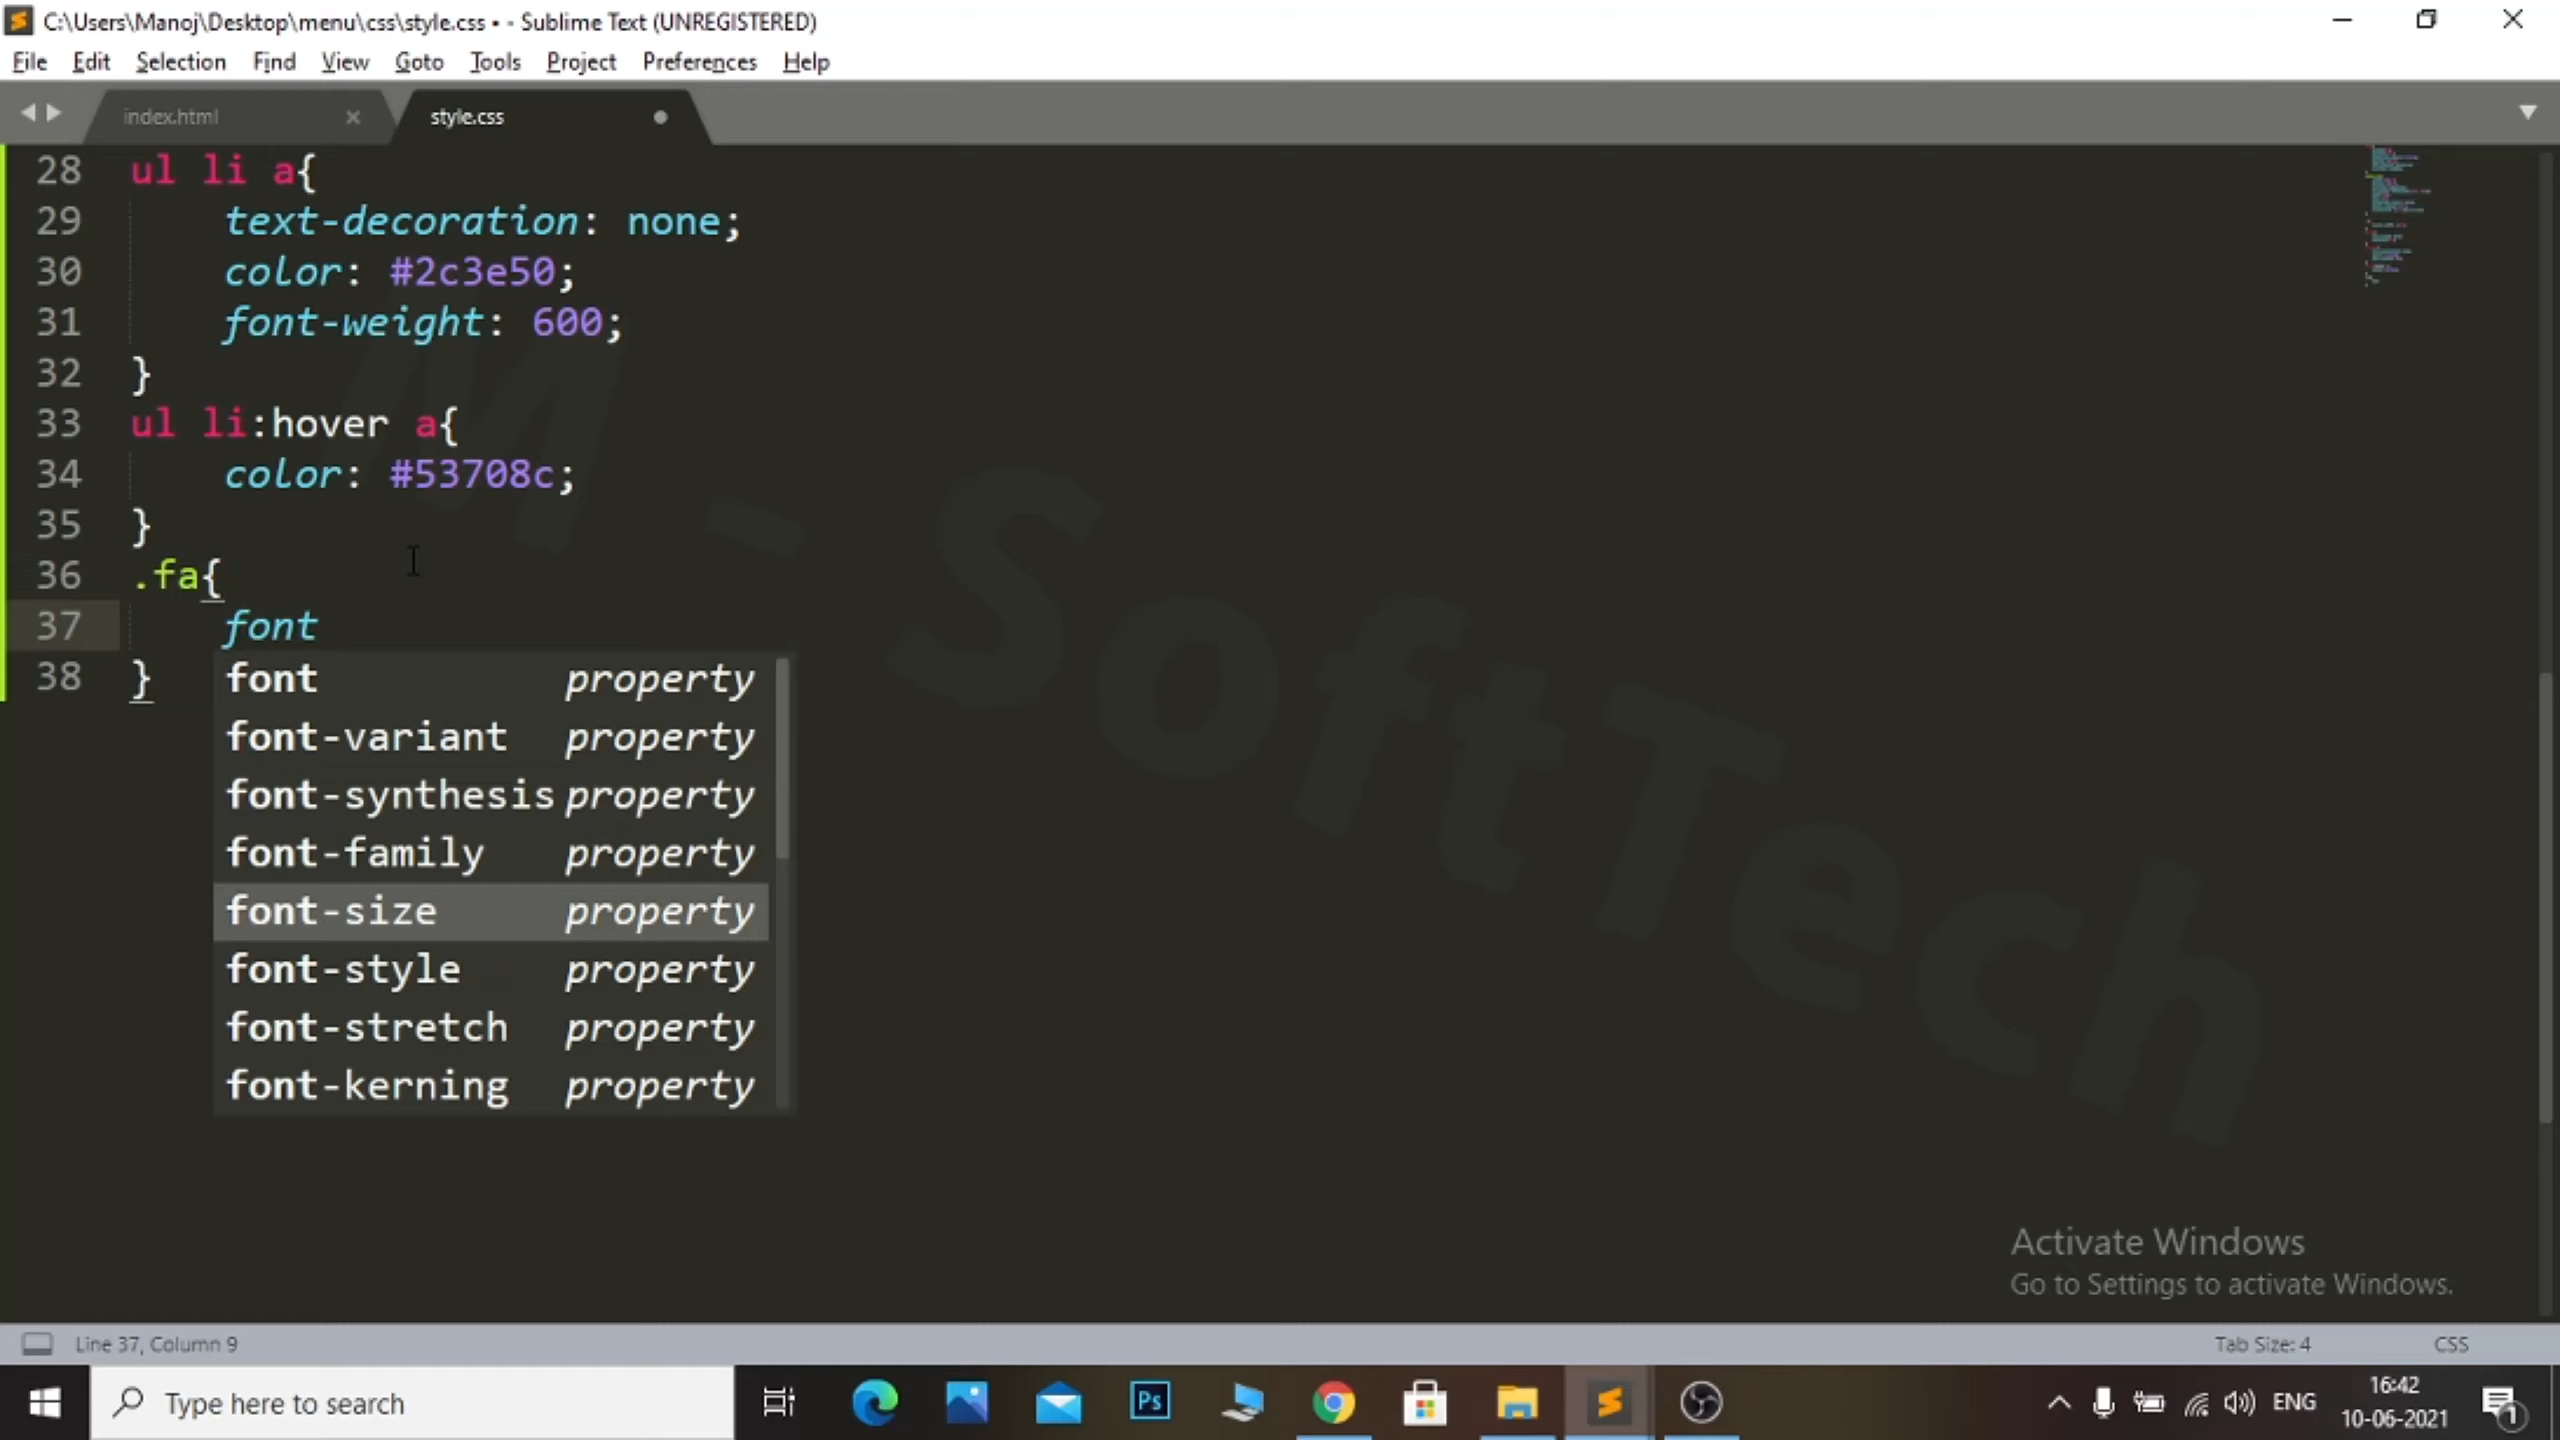 C:\Users\Manoj\Desktop\menu\css\style.css • - Sublime Text (UNREGISTERED)
File Edit Selection Find View Goto Tools Project Preferences Help
index.html style.css
28 ul li a{
29 text-decoration: none;
30 color: #2c3e50;
31 font-weight: 600;
32 }
33 ul li:hover a{
34 color: #53708c;
35 }
36 .fa{
37 font
38 }
font property
font-variant property
font-synthesis property
font-family property
font-size property
font-style property
font-stretch property
font-kerning property
M - SoftTech
Activate Windows
Go to Settings to activate Windows.
Line 37, Column 9 Tab Size: 4 CSS
Type here to search Ps ENG 16:42
10-06-2021 1